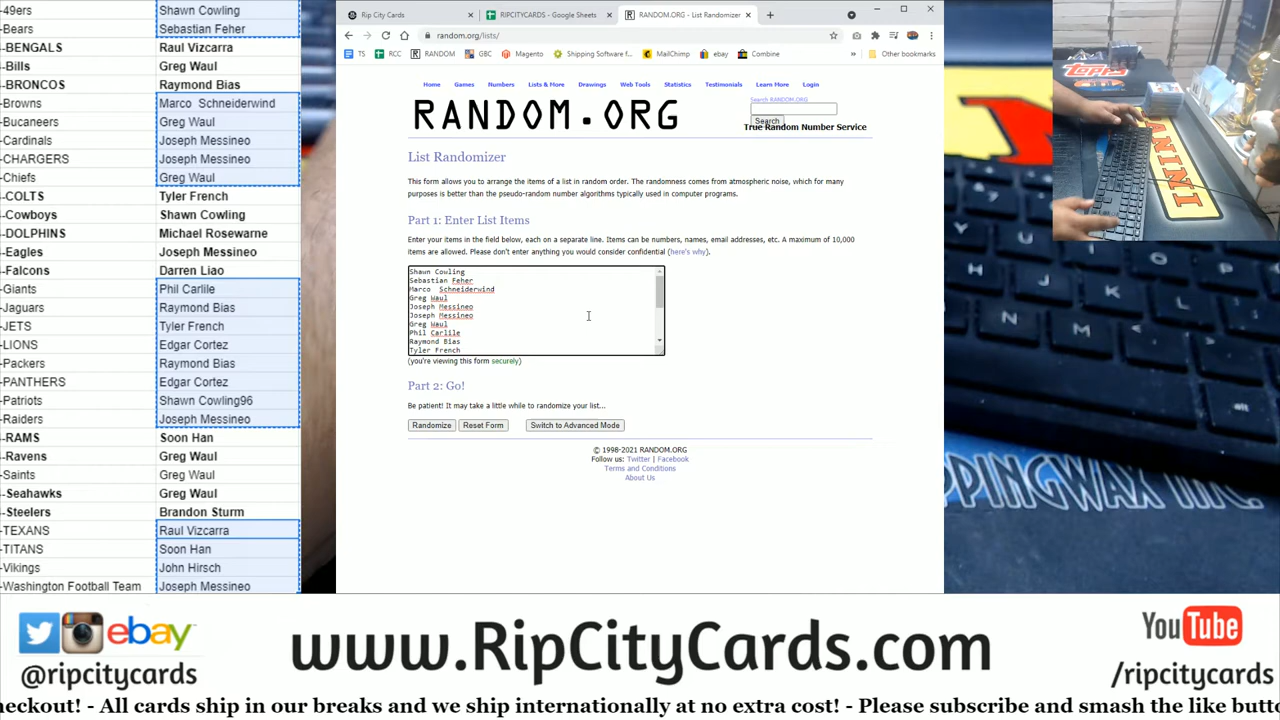 -49ers Shawn Cowling
-Bears Sebastian Feher
-BENGALS Raul Vizcarra
-Bills Greg Waul
-BRONCOS Raymond Bias
-Browns Marco  Schneiderwind
-Bucaneers Greg Waul
-Cardinals Joseph Messineo
-CHARGERS Joseph Messineo
-Chiefs Greg Waul
-COLTS Tyler French
-Cowboys Shawn Cowling
-DOLPHINS Michael Rosewarne
-Eagles Joseph Messineo
-Falcons Darren Liao
-Giants Phil Carlile
-Jaguars Raymond Bias
-JETS Tyler French
-LIONS Edgar Cortez
-Packers Raymond Bias
-PANTHERS Edgar Cortez
-Patriots Shawn Cowling96
-Raiders Joseph Messineo
-RAMS Soon Han
-Ravens Greg Waul
-Saints Greg Waul
-Seahawks Greg Waul
-Steelers Brandon Sturm
-TEXANS Raul Vizcarra
-TITANS Soon Han
-Vikings John Hirsch
-Washington Football Team Joseph Messineo
Rip City Cards
RIPCITYCARDS - Google Sheets
RANDOM.ORG - List Randomizer
random.org/lists/
TS RCC RANDOM GBC Magento Shipping Software f... MailChimp ebay Combine » Other bookmarks
Home Games Numbers Lists & More Drawings Web Tools Statistics Testimonials Learn More Login
RANDOM.ORG
Search RANDOM.ORG
Search
True Random Number Service
List Randomizer
This form allows you to arrange the items of a list in random order. The randomness comes from atmospheric noise, which for many
purposes is better than the pseudo-random number algorithms typically used in computer programs.
Part 1: Enter List Items
Enter your items in the field below, each on a separate line. Items can be numbers, names, email addresses, etc. A maximum of 10,000
items are allowed. Please don't enter anything you would consider confidential (here's why).
Shawn Cowling
Sebastian Feher
Marco  Schneiderwind
Greg Waul
Joseph Messineo
Joseph Messineo
Greg Waul
Phil Carlile
Raymond Bias
Tyler French
(you're viewing this form securely)
Part 2: Go!
Be patient! It may take a little while to randomize your list...
Randomize Reset Form Switch to Advanced Mode
© 1998-2021 RANDOM.ORG
Follow us: Twitter | Facebook
Terms and Conditions
About Us
Topps
PANINI
PPINGWAX INC.
ebay
@ripcitycards
www.RipCityCards.com
YouTube
/ripcitycards
heckout! - All cards ship in our breaks and we ship internationally at no extra cost! - Please subscribe and smash the like butto